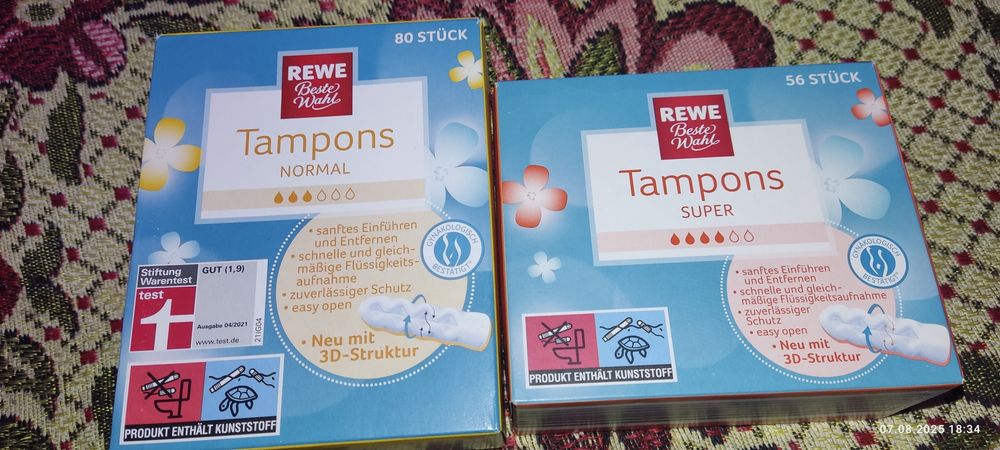 80 STÜCK
REWE
Beste
Wahl
Tampons
NORMAL
• sanftes Einführen
und Entfernen
• schnelle und gleich-
mäßige Flüssigkeits-
aufnahme
• zuverlässiger Schutz
• easy open
• Neu mit
3D-Struktur
GYNÄKOLOGISCH
BESTÄTIGT
Stiftung
Warentest
test
GUT (1,9)
Ausgabe 04/2021
www.test.de
21IG04
PRODUKT ENTHÄLT KUNSTSTOFF
56 STÜCK
REWE
Beste
Wahl
Tampons
SUPER
• sanftes Einführen
und Entfernen
• schnelle und gleich-
mäßige Flüssigkeitsaufnahme
• zuverlässiger
Schutz
• easy open
• Neu mit
3D-Struktur
GYNÄKOLOGISCH
BESTÄTIGT
PRODUKT ENTHÄLT KUNSTSTOFF
07.08.2025 18:34